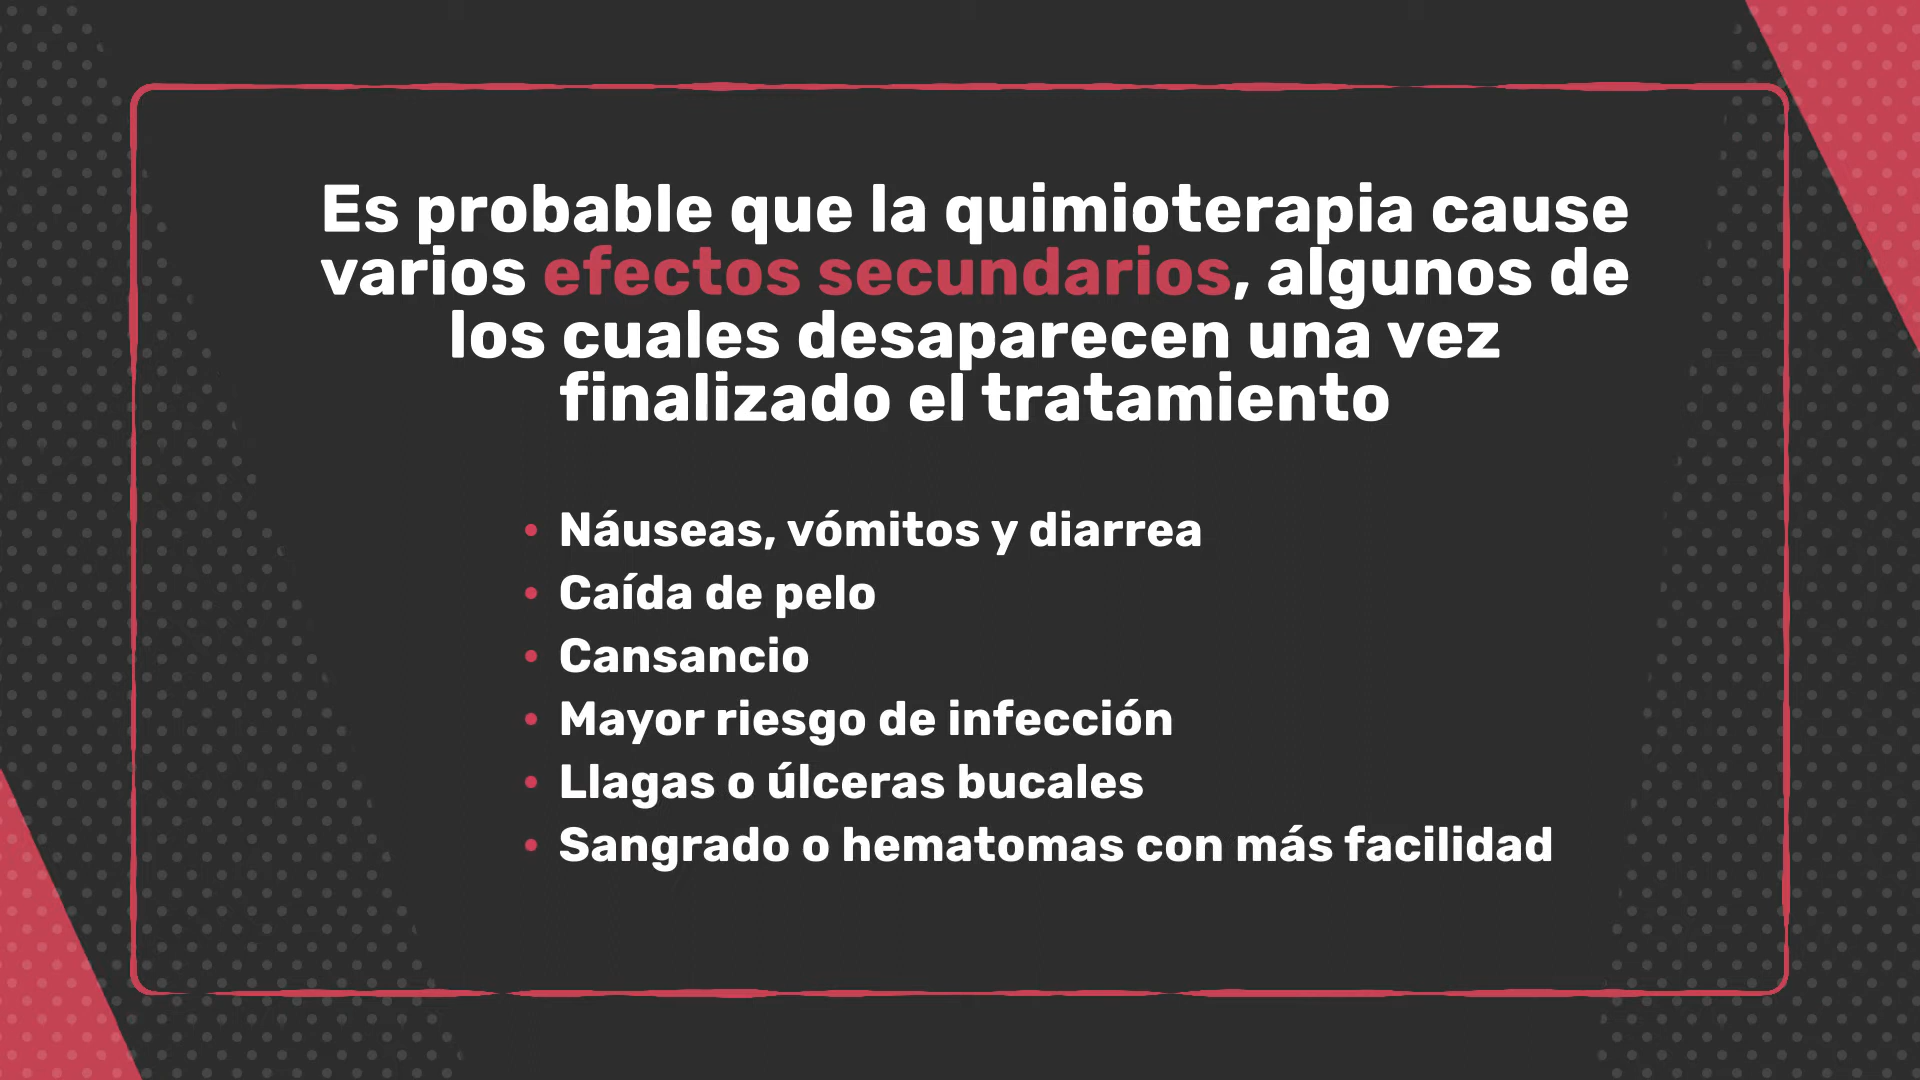 Es probable que la quimioterapia cause
varios efectos secundarios, algunos de
los cuales desaparecen una vez
finalizado el tratamiento
• Náuseas, vómitos y diarrea
• Caída de pelo
• Cansancio
• Mayor riesgo de infección
• Llagas o úlceras bucales
• Sangrado o hematomas con más facilidad